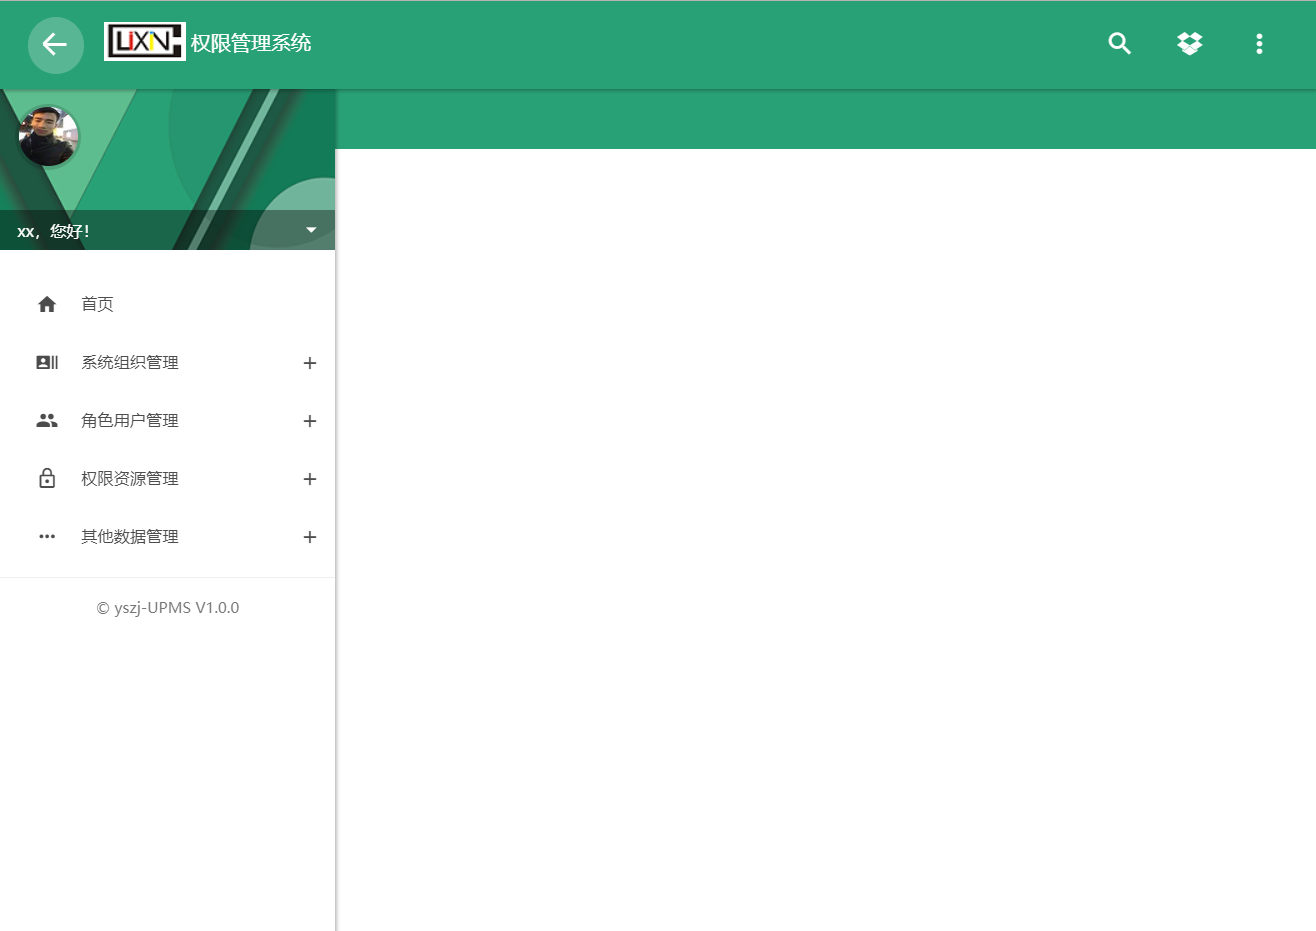 LiXiN 权限管理系统
xx，您好！
首页
系统组织管理
角色用户管理
权限资源管理
其他数据管理
© yszj-UPMS V1.0.0